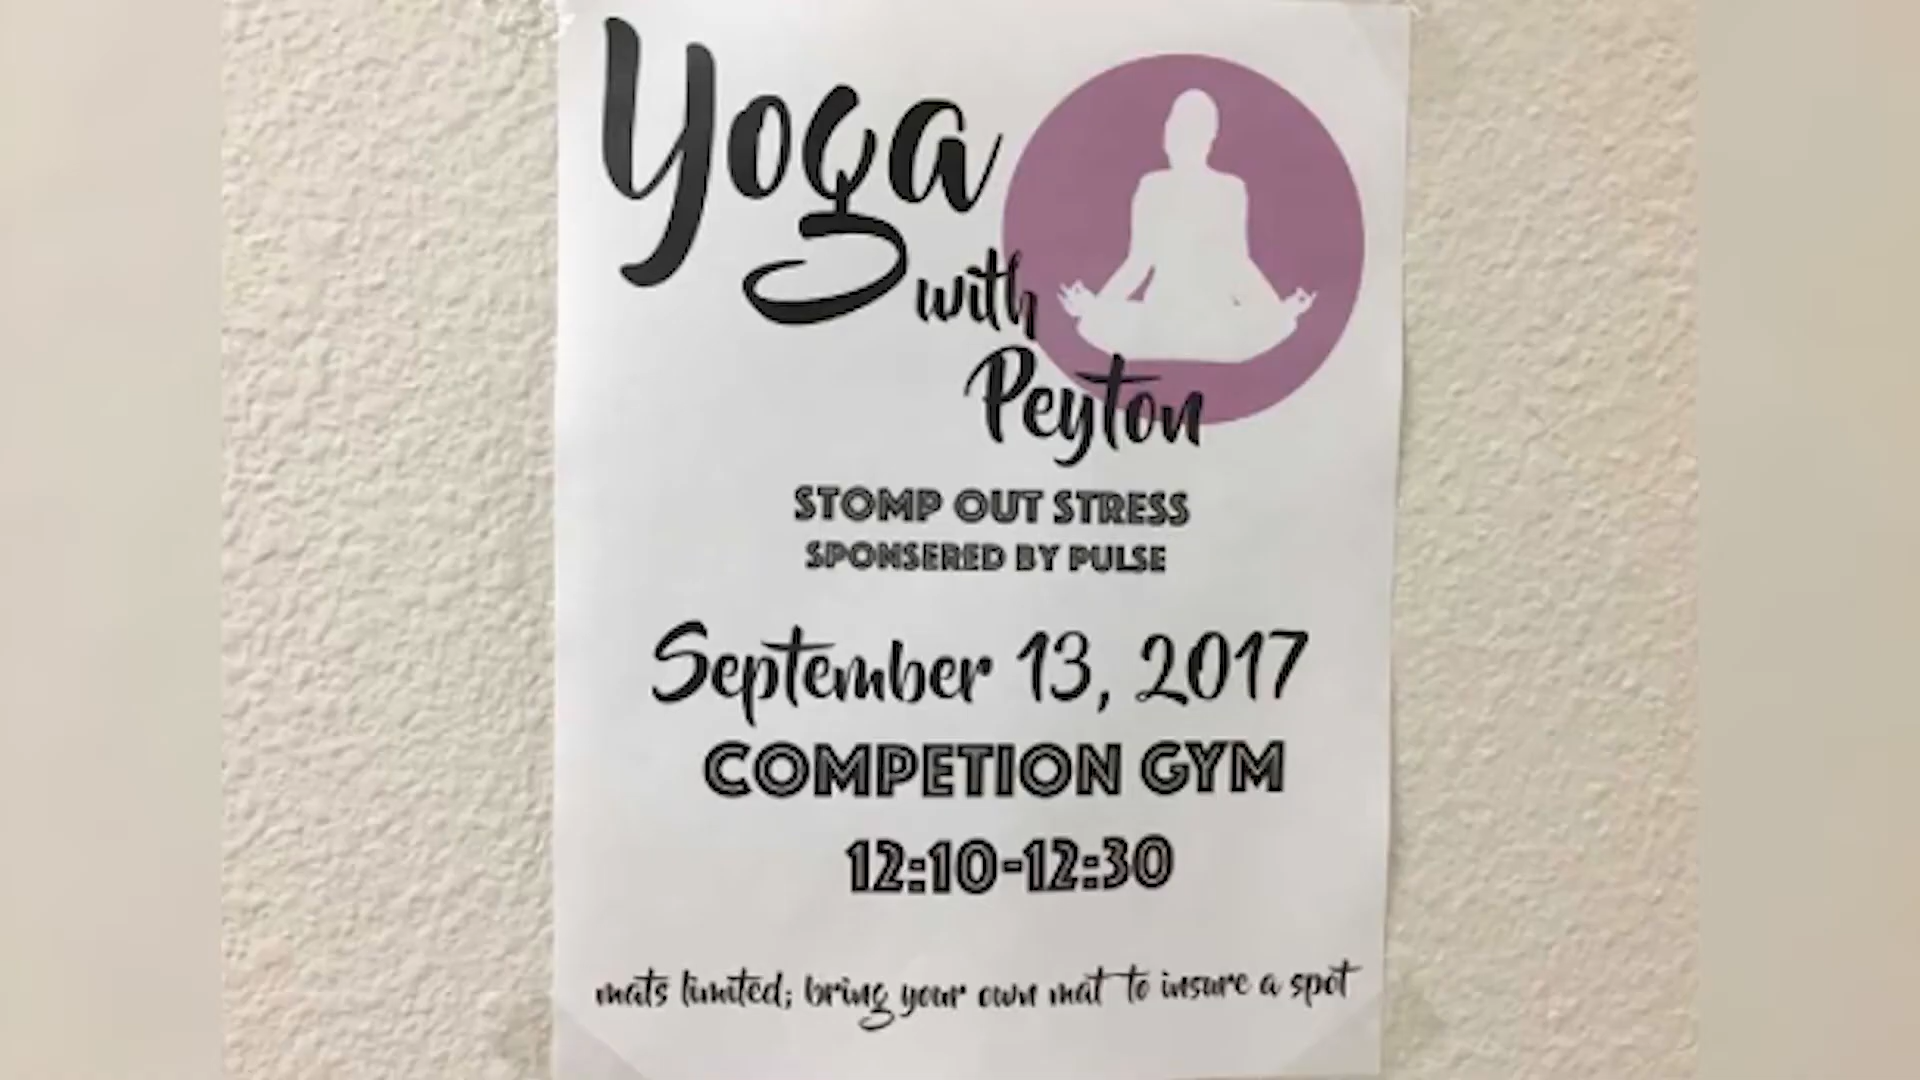 Yoga
with
Peyton
STOMP OUT STRESS
SPONSERED BY PULSE
September 13, 2017
COMPETION GYM
12:10-12:30
mats limited; bring your own mat to insure a spot